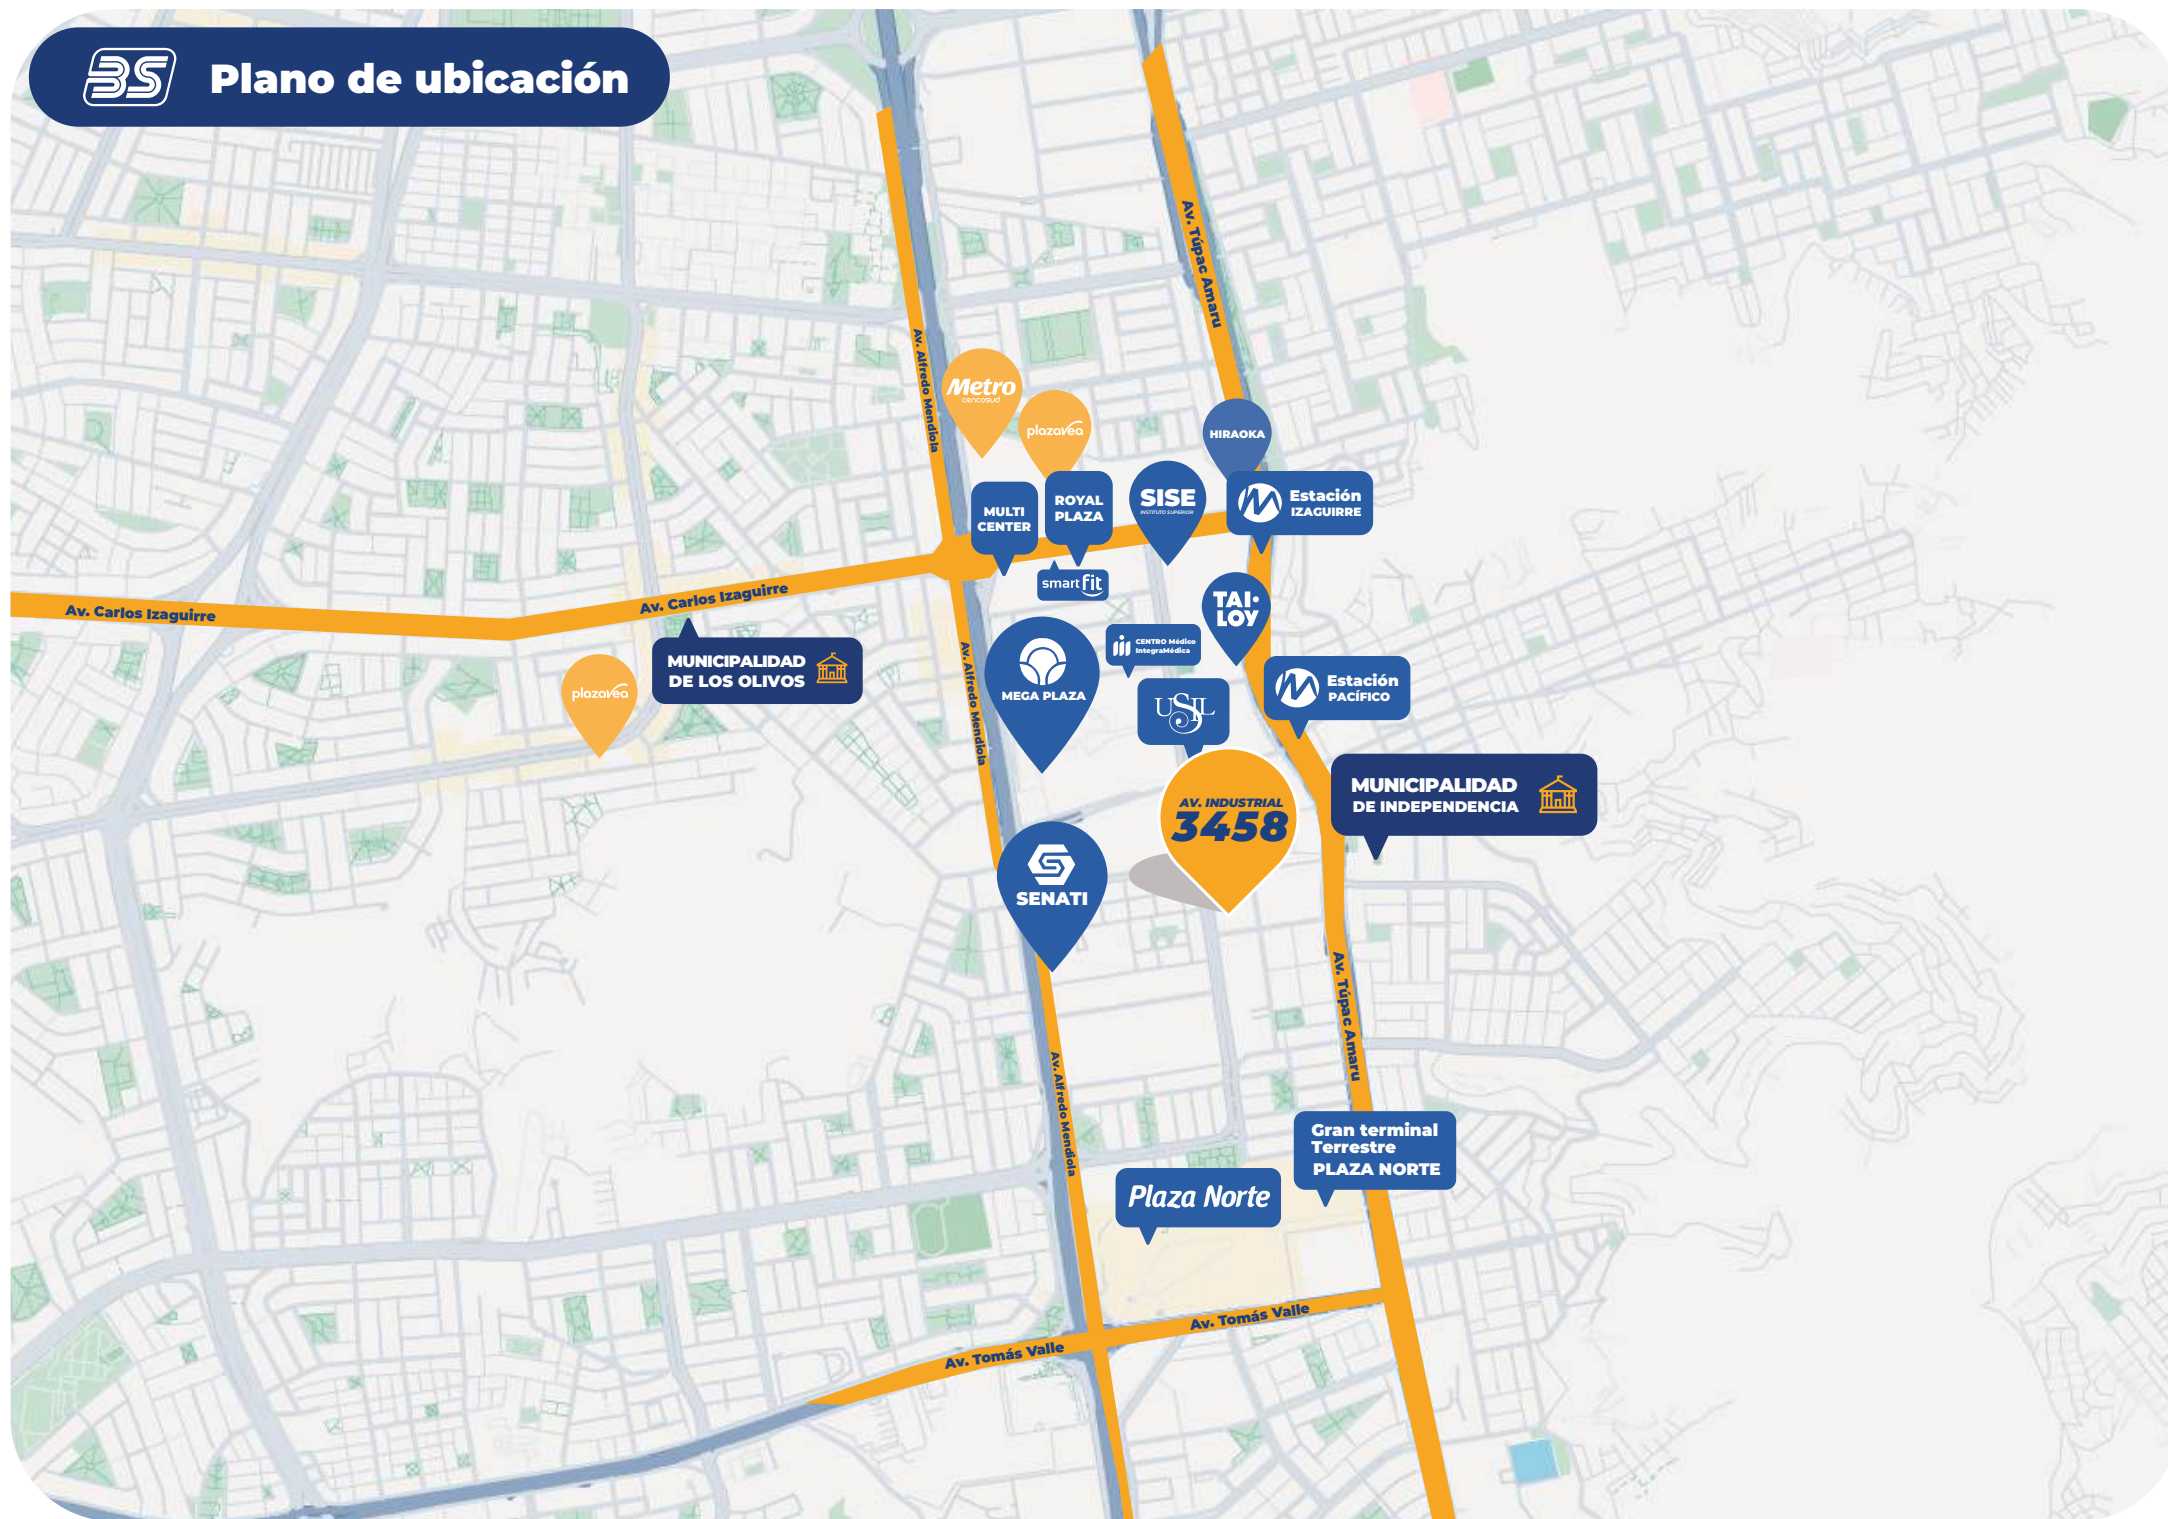 3S
Plano de ubicación
Av. Túpac Amaru
Av. Alfredo Mendiola
Metro
cencosud
plazavea
HIRAOKA
MULTI
CENTER
ROYAL
PLAZA
SISE
INSTITUTO SUPERIOR
Estación
IZAGUIRRE
smart fit
Av. Carlos Izaguirre
Av. Carlos Izaguirre
TAI·
LOY
MUNICIPALIDAD
DE LOS OLIVOS
plazavea
Av. Alfredo Mendiola
MEGA PLAZA
CENTRO Médico
IntegraMédica
USIL
Estación
PACÍFICO
AV. INDUSTRIAL
3458
MUNICIPALIDAD
DE INDEPENDENCIA
SENATI
Av. Túpac Amaru
Av. Alfredo Mendiola
Gran terminal
Terrestre
PLAZA NORTE
Plaza Norte
Av. Tomás Valle
Av. Tomás Valle